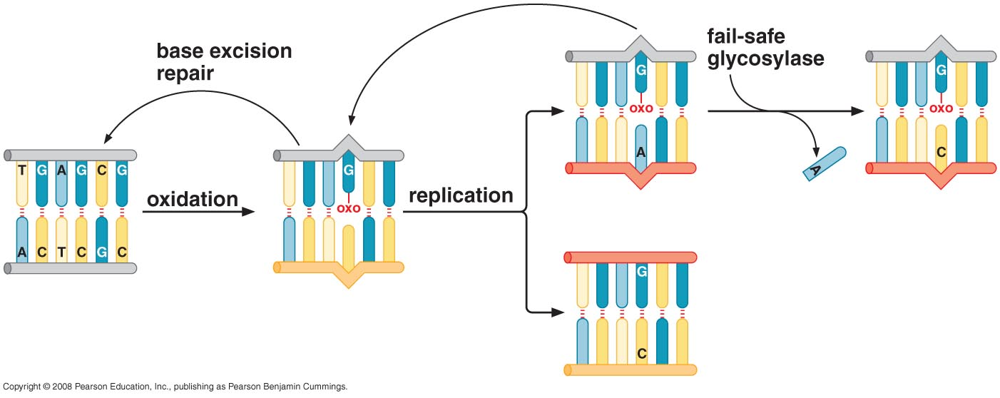 base excision
repair
T G A G C G
A C T C G C
oxidation
G
oxo
replication
G
oxo
A
G
C
fail-safe
glycosylase
A
G
oxo
C
Copyright © 2008 Pearson Education, Inc., publishing as Pearson Benjamin Cummings.